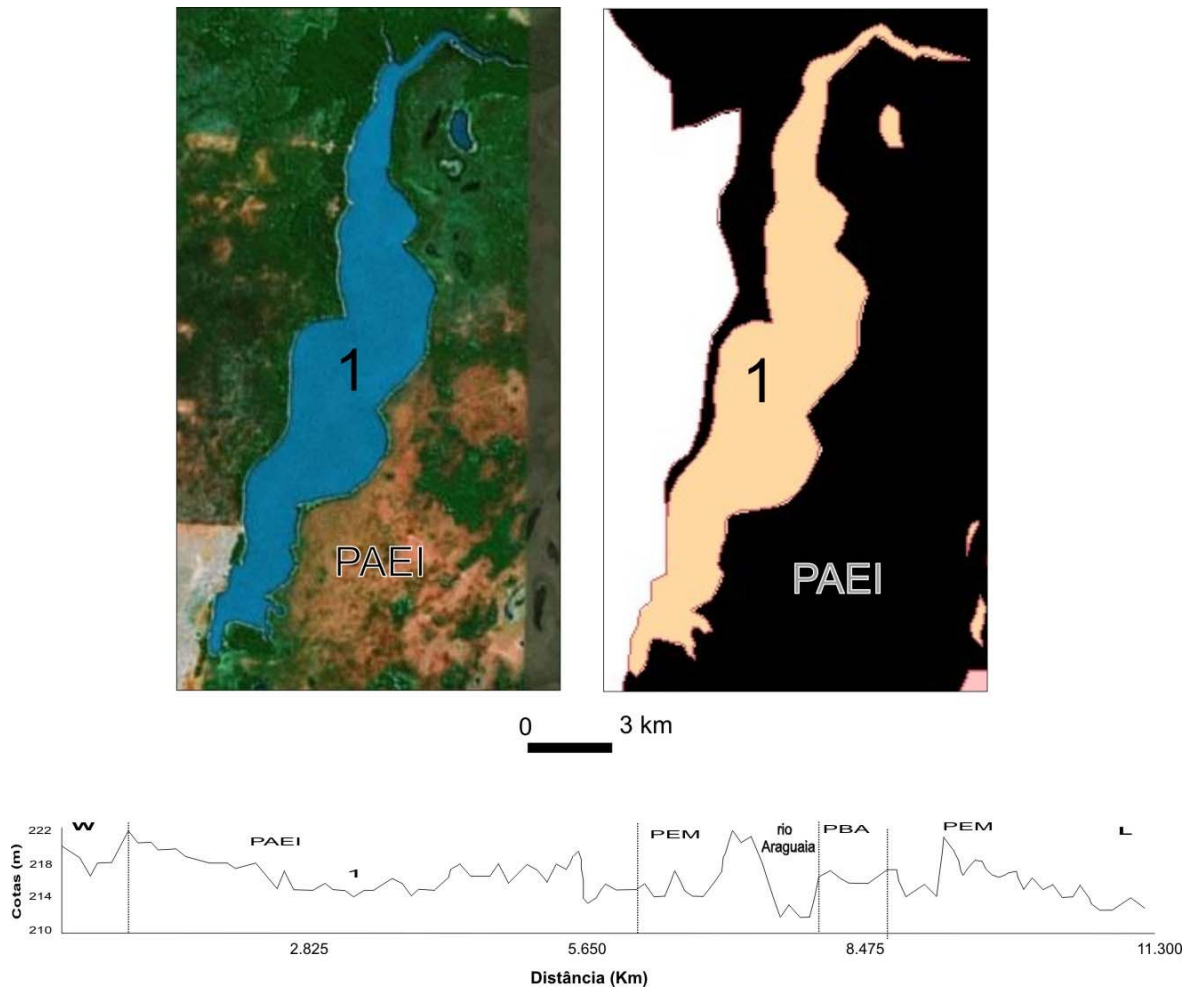 1
PAEI
1
PAEI
0 3 km
W PAEI 1 PEM rio Araguaia PBA PEM L
Cotas (m)
222
218
214
210
2.825 5.650 8.475 11.300
Distância (Km)